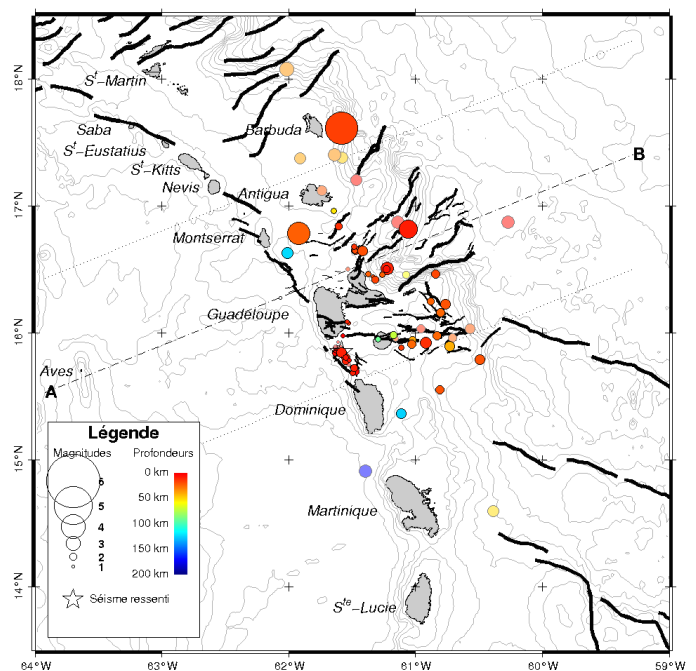 18°N
17°N
16°N
15°N
14°N
64°W
63°W
62°W
61°W
60°W
59°W
St-Martin
Saba
St-Eustatius
St-Kitts
Nevis
Barbuda
Antigua
Montserrat
Guadeloupe
Aves
A
B
Dominique
Martinique
Ste-Lucie
Légende
Magnitudes
Profondeurs
6
5
4
3
2
1
0 km
50 km
100 km
150 km
200 km
Séisme ressenti